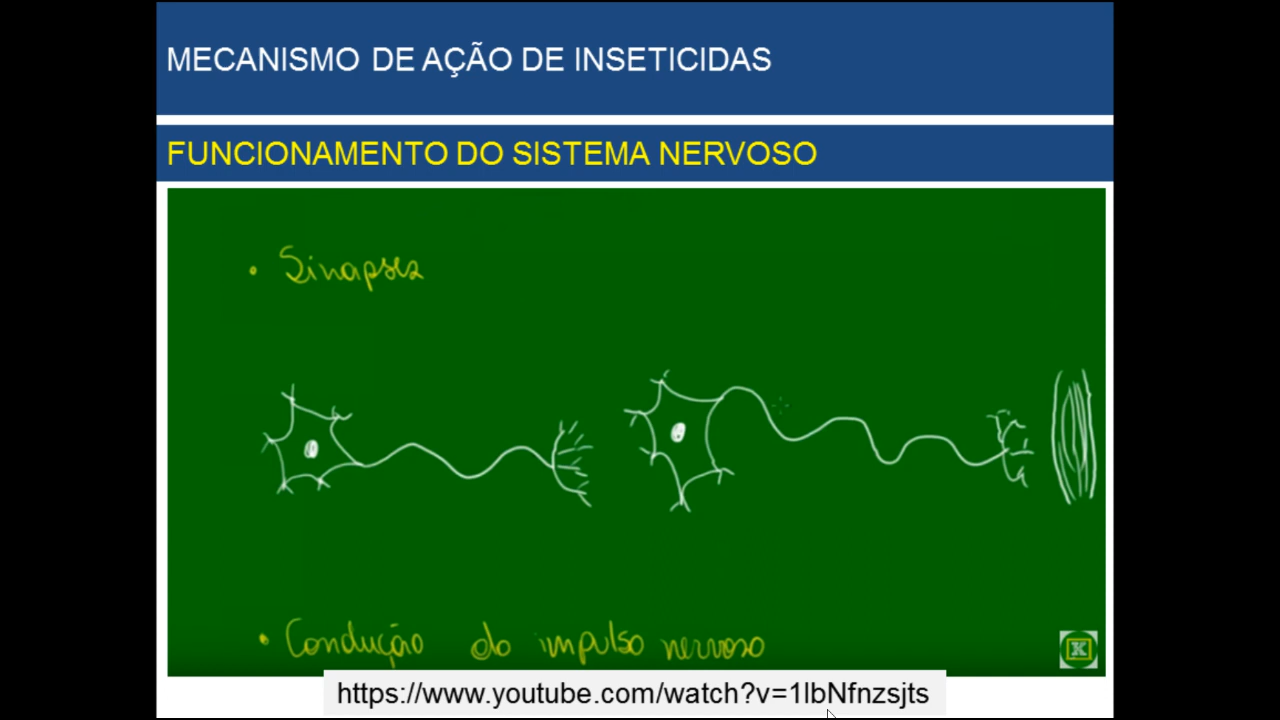 MECANISMO DE AÇÃO DE INSETICIDAS
FUNCIONAMENTO DO SISTEMA NERVOSO
• Sinapses
• Condução do impulso nervoso
K
https://www.youtube.com/watch?v=1lbNfnzsjts